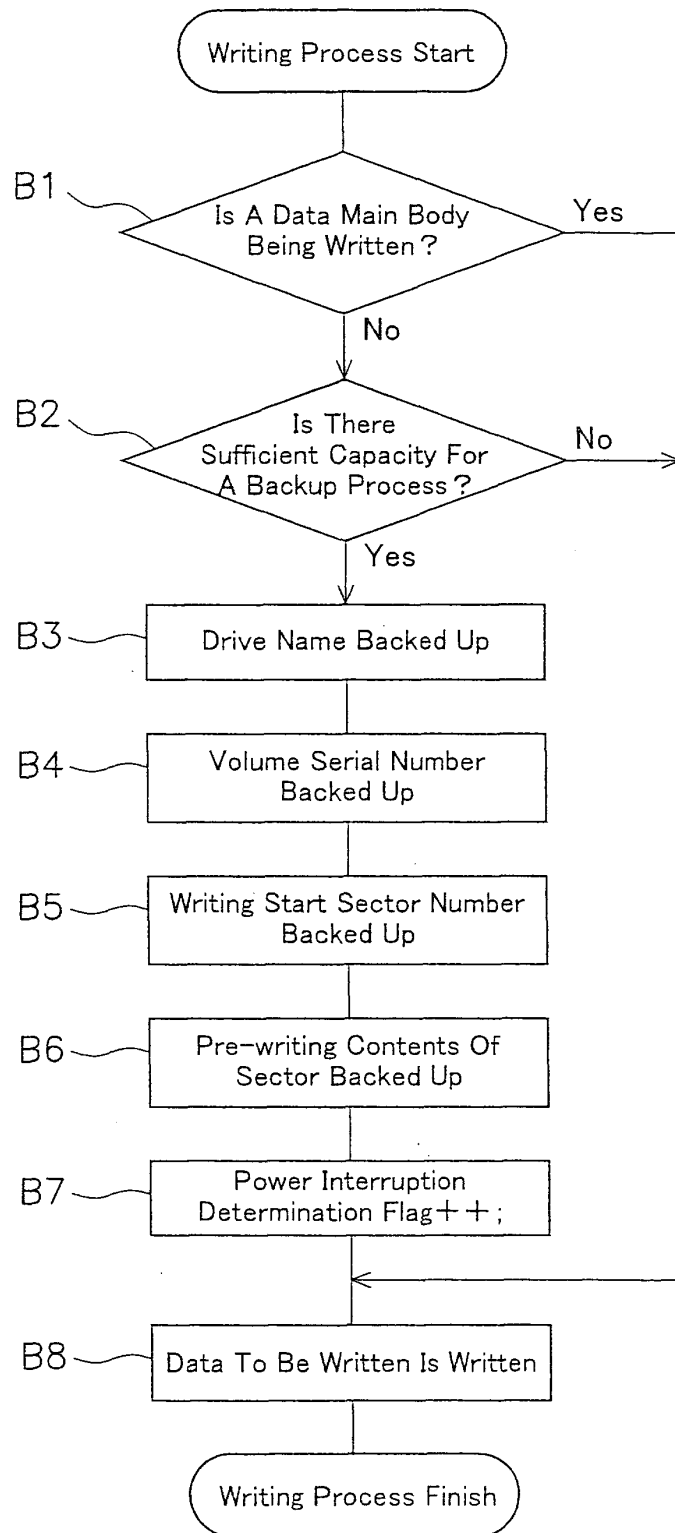 Writing Process Start
B1
Is A Data Main Body
Being Written?
Yes
No
B2
Is There
Sufficient Capacity For
A Backup Process?
No
Yes
B3
Drive Name Backed Up
B4
Volume Serial Number
Backed Up
B5
Writing Start Sector Number
Backed Up
B6
Pre-writing Contents Of
Sector Backed Up
B7
Power Interruption
Determination Flag++;
B8
Data To Be Written Is Written
Writing Process Finish